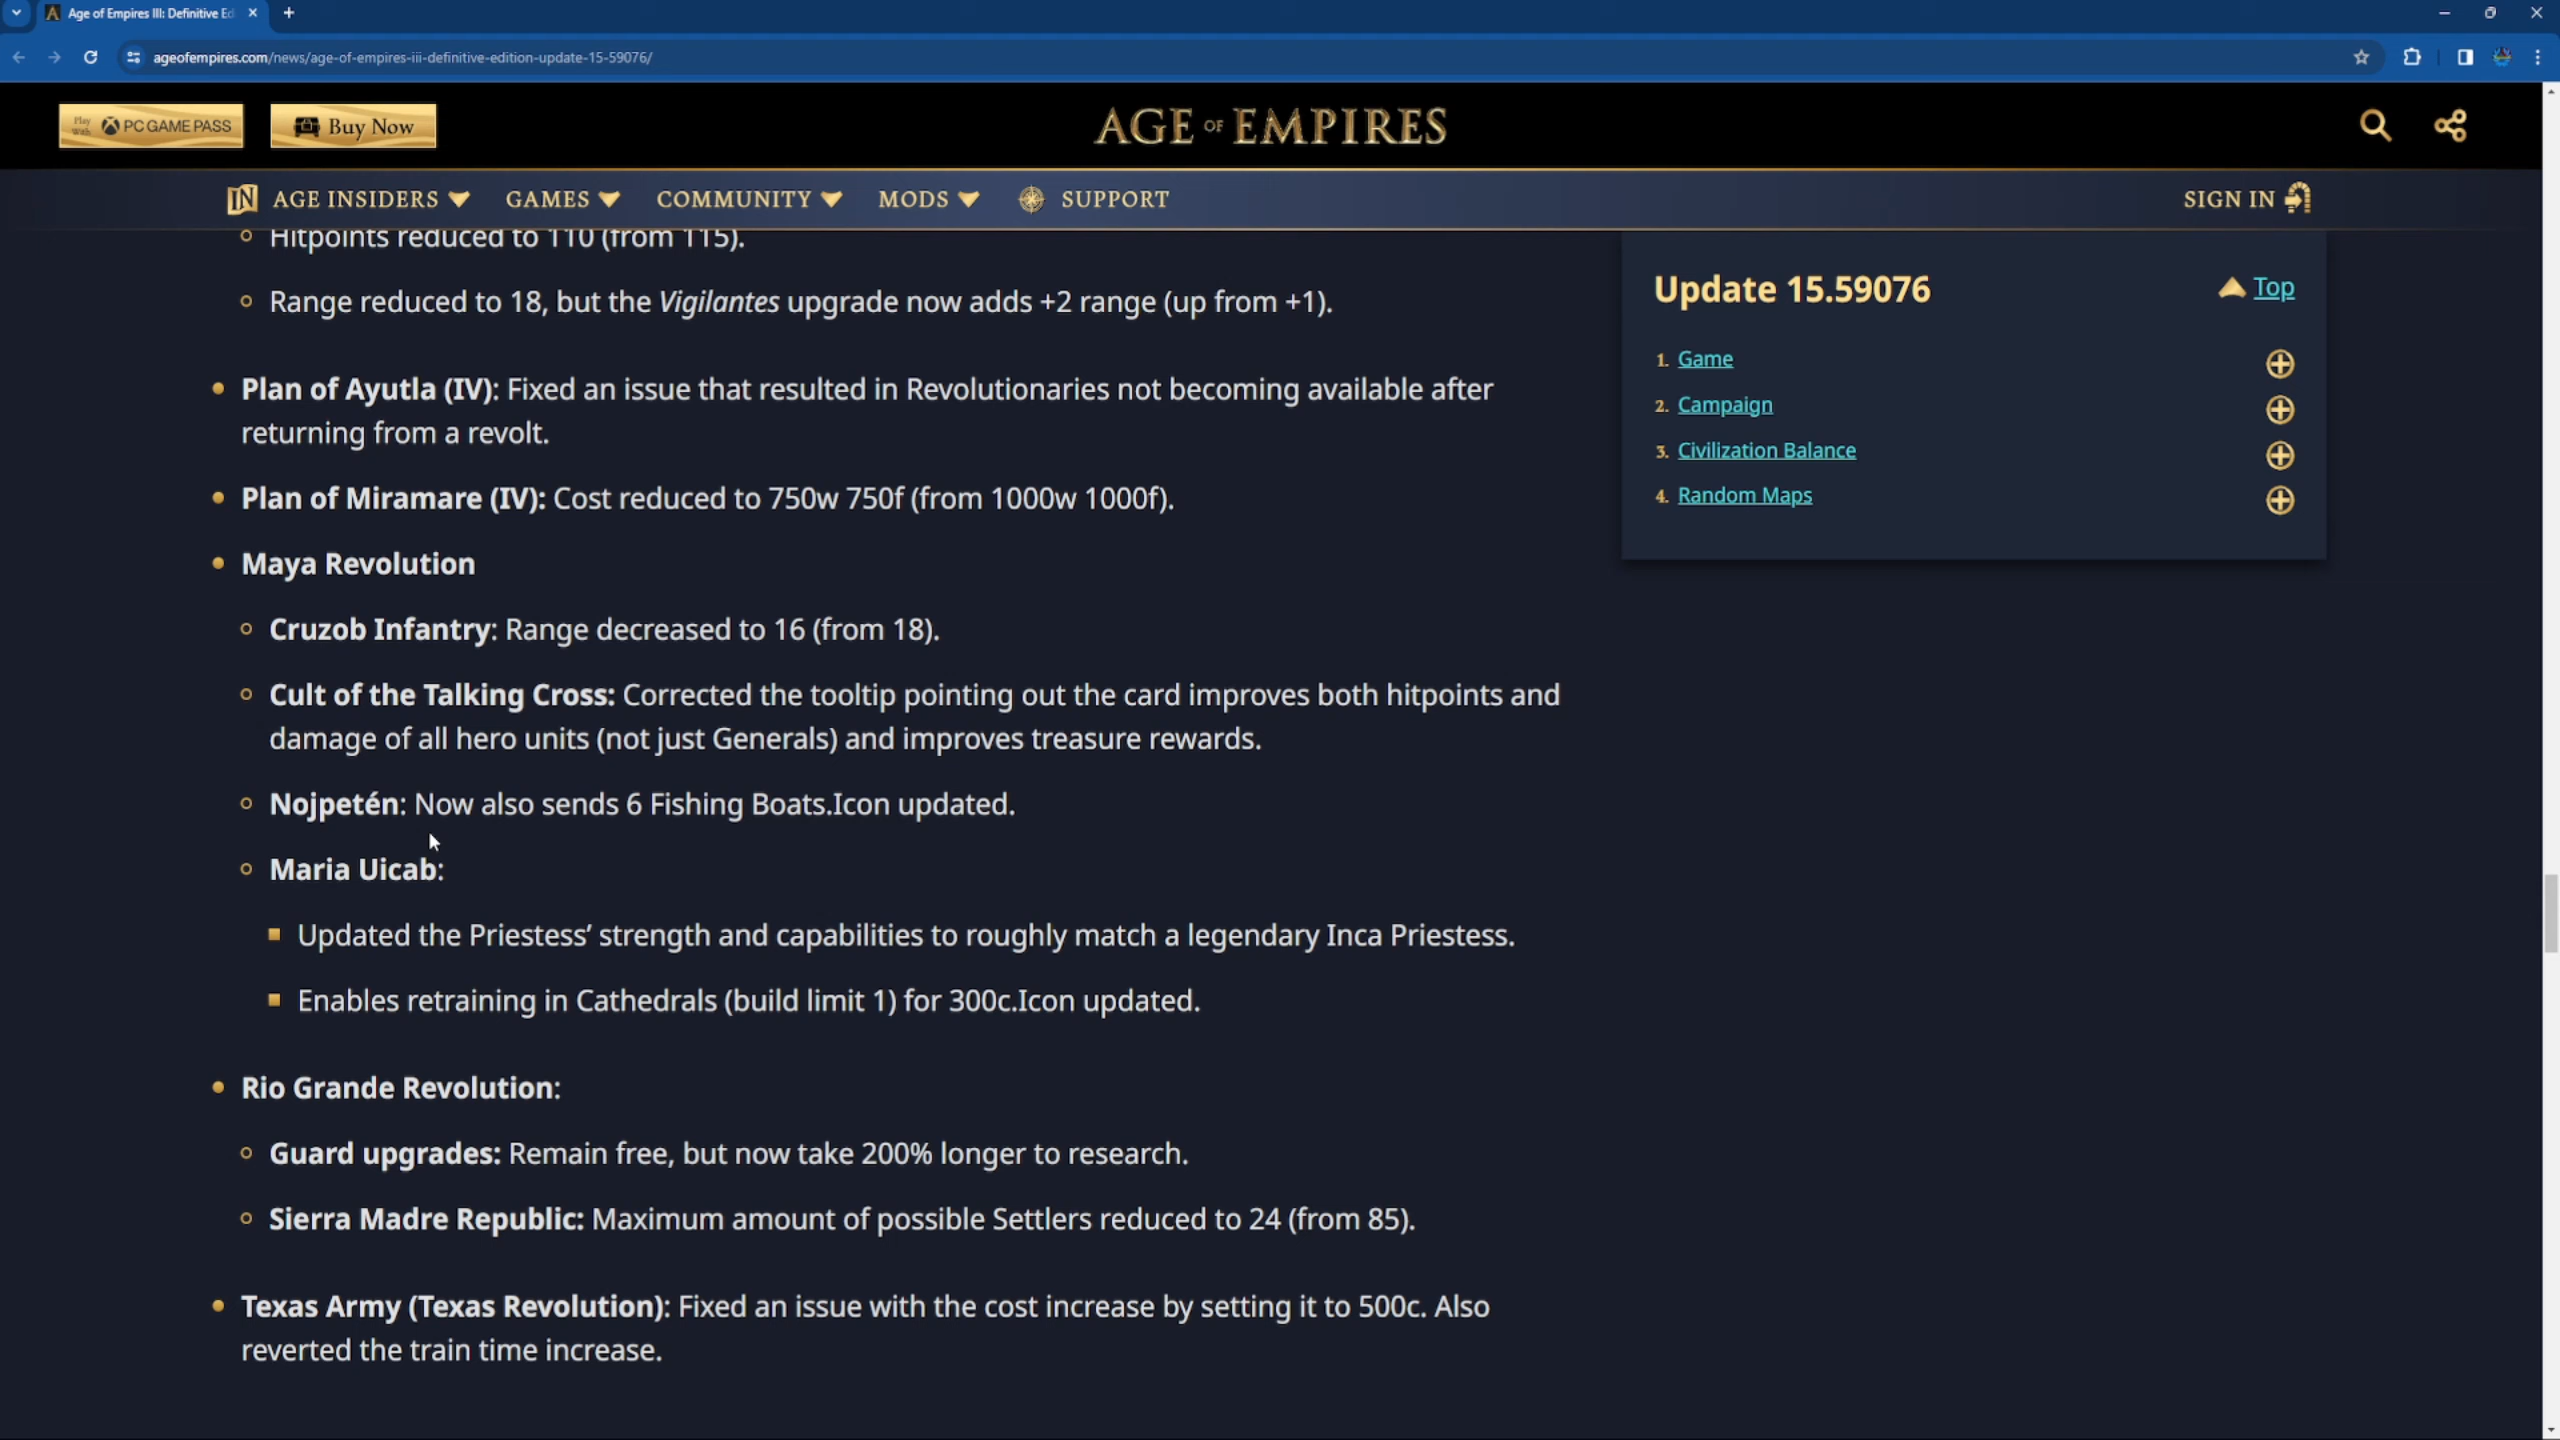 Age of Empires III: Definitive Ed
ageofempires.com/news/age-of-empires-iii-definitive-edition-update-15-59076/
Play With PC GAME PASS
Buy Now
AGE OF EMPIRES
IN AGE INSIDERS
GAMES
COMMUNITY
MODS
SUPPORT
SIGN IN
Hitpoints reduced to 110 (from 115).
Range reduced to 18, but the Vigilantes upgrade now adds +2 range (up from +1).
Plan of Ayutla (IV): Fixed an issue that resulted in Revolutionaries not becoming available after
returning from a revolt.
Plan of Miramare (IV): Cost reduced to 750w 750f (from 1000w 1000f).
Maya Revolution
Cruzob Infantry: Range decreased to 16 (from 18).
Cult of the Talking Cross: Corrected the tooltip pointing out the card improves both hitpoints and
damage of all hero units (not just Generals) and improves treasure rewards.
Nojpetén: Now also sends 6 Fishing Boats.Icon updated.
Maria Uicab:
Updated the Priestess’ strength and capabilities to roughly match a legendary Inca Priestess.
Enables retraining in Cathedrals (build limit 1) for 300c.Icon updated.
Rio Grande Revolution:
Guard upgrades: Remain free, but now take 200% longer to research.
Sierra Madre Republic: Maximum amount of possible Settlers reduced to 24 (from 85).
Texas Army (Texas Revolution): Fixed an issue with the cost increase by setting it to 500c. Also
reverted the train time increase.
Update 15.59076
Top
1. Game
2. Campaign
3. Civilization Balance
4. Random Maps